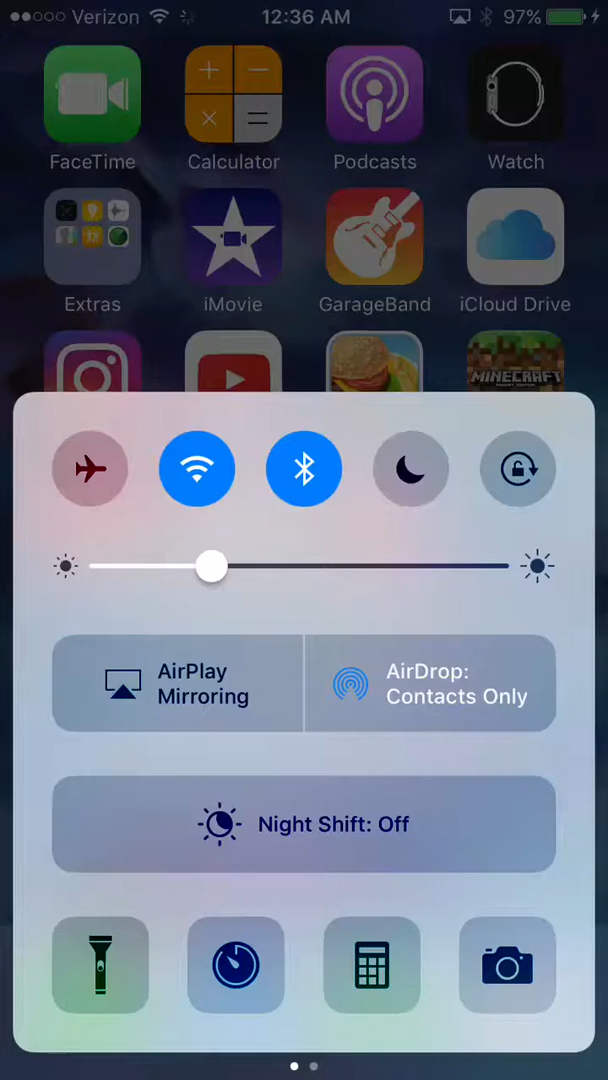 Verizon 12:36 AM 97%
FaceTime Calculator Podcasts Watch
Extras iMovie GarageBand iCloud Drive
MINECRAFT
AirPlay
Mirroring
AirDrop:
Contacts Only
Night Shift: Off